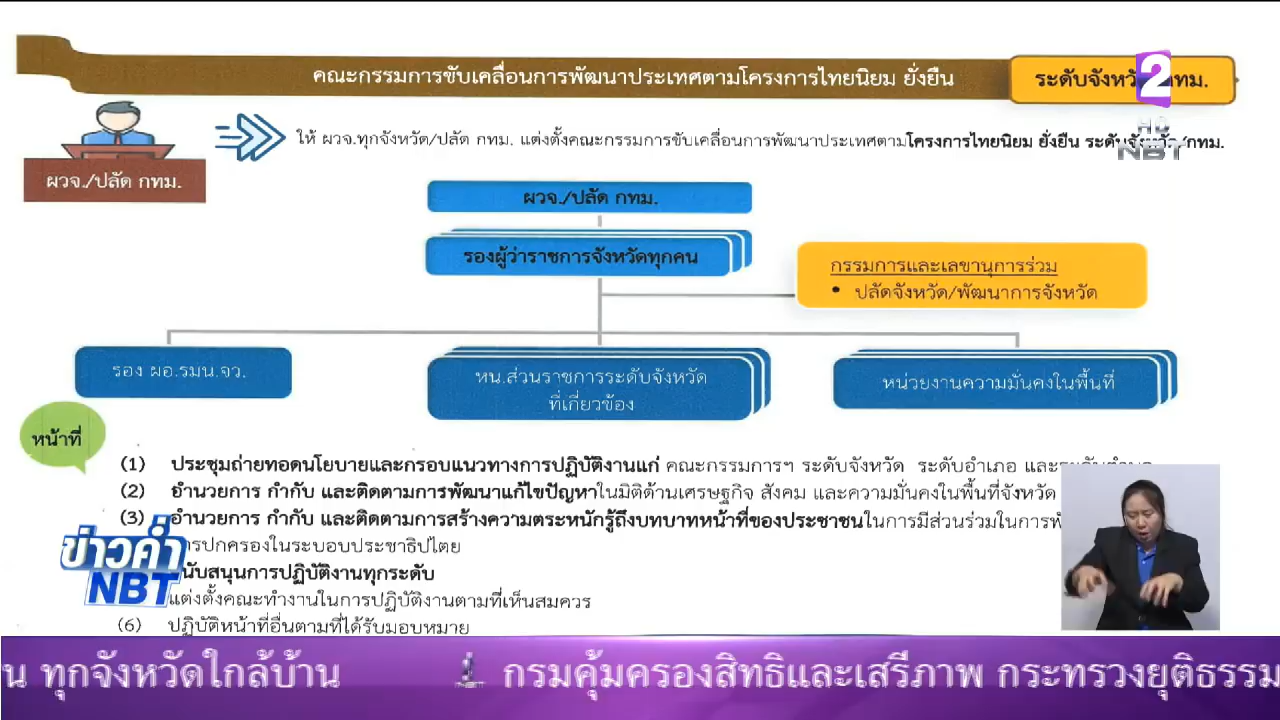 คณะกรรมการขับเคลื่อนการพัฒนาประเทศตามโครงการไทยนิยม ยั่งยืน
ระดับจังหวั กทม.
2
HD
NBT
ให้ ผวจ.ทุกจังหวัด/ปลัด กทม. แต่งตั้งคณะกรรมการขับเคลื่อนการพัฒนาประเทศตามโครงการไทยนิยม ยั่งยืน ระดับจังหวัด/กทม.
ผวจ./ปลัด กทม.
ผวจ./ปลัด กทม.
รองผู้ว่าราชการจังหวัดทุกคน
กรรมการและเลขานุการร่วม
• ปลัดจังหวัด/พัฒนาการจังหวัด
รอง ผอ.รมน.จว.
หน.ส่วนราชการระดับจังหวัด
ที่เกี่ยวข้อง
หน่วยงานความมั่นคงในพื้นที่
หน้าที่
(1) ประชุมถ่ายทอดนโยบายและกรอบแนวทางการปฏิบัติงานแก่ คณะกรรมการฯ ระดับจังหวัด ระดับอำเภอ และ
(2) อำนวยการ กำกับ และติดตามการพัฒนาแก้ไขปัญหาในมิติด้านเศรษฐกิจ สังคม และความมั่นคงในพื้นที่จังหวัด
(3) อำนวยการ กำกับ และติดตามการสร้างความตระหนักรู้ถึงบทบาทหน้าที่ของประชาชนในการมีส่วนร่วมในการ
รปกครองในระบอบประชาธิปไตย
นับสนุนการปฏิบัติงานทุกระดับ
แต่งตั้งคณะทำงานในการปฏิบัติงานตามที่เห็นสมควร
(6) ปฏิบัติหน้าที่อื่นตามที่ได้รับมอบหมาย
ข่าวค่ำ
NBT
น ทุกจังหวัดใกล้บ้าน กรมคุ้มครองสิทธิและเสรีภาพ กระทรวงยุติธรรม